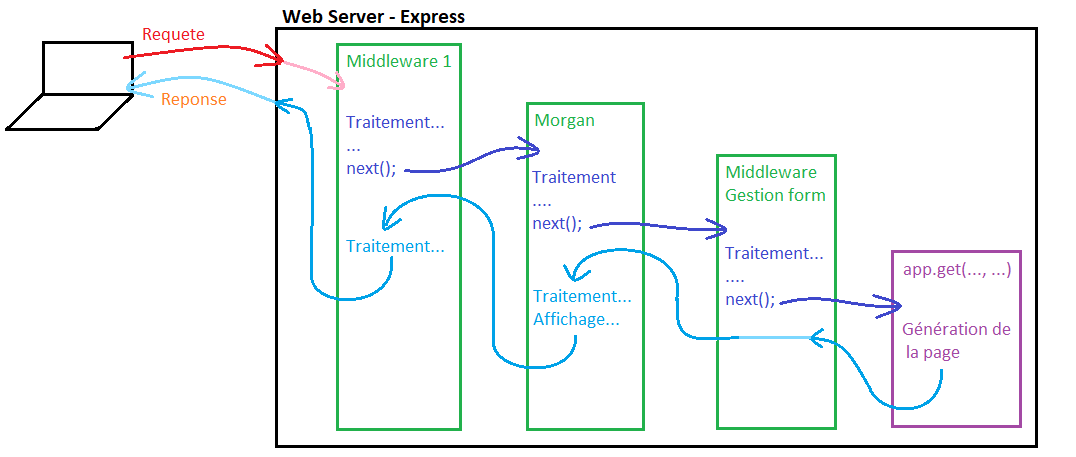 Web Server - Express
Requete
Reponse
Middleware 1
Traitement...
...
next();
Traitement...
Morgan
Traitement
....
next();
Traitement...
Affichage...
Middleware
Gestion form
Traitement...
....
next();
app.get(..., ...)
Génération de
la page